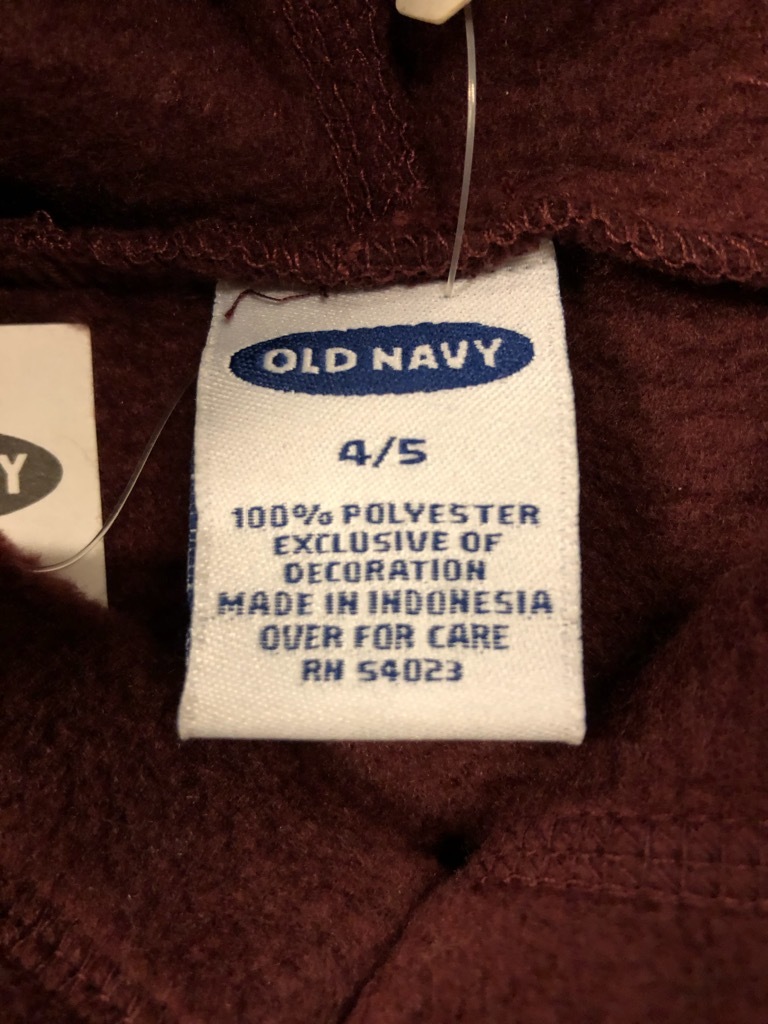 OLD NAVY
4/5
100% POLYESTER
EXCLUSIVE OF
DECORATION
MADE IN INDONESIA
OVER FOR CARE
RN 54023
Y